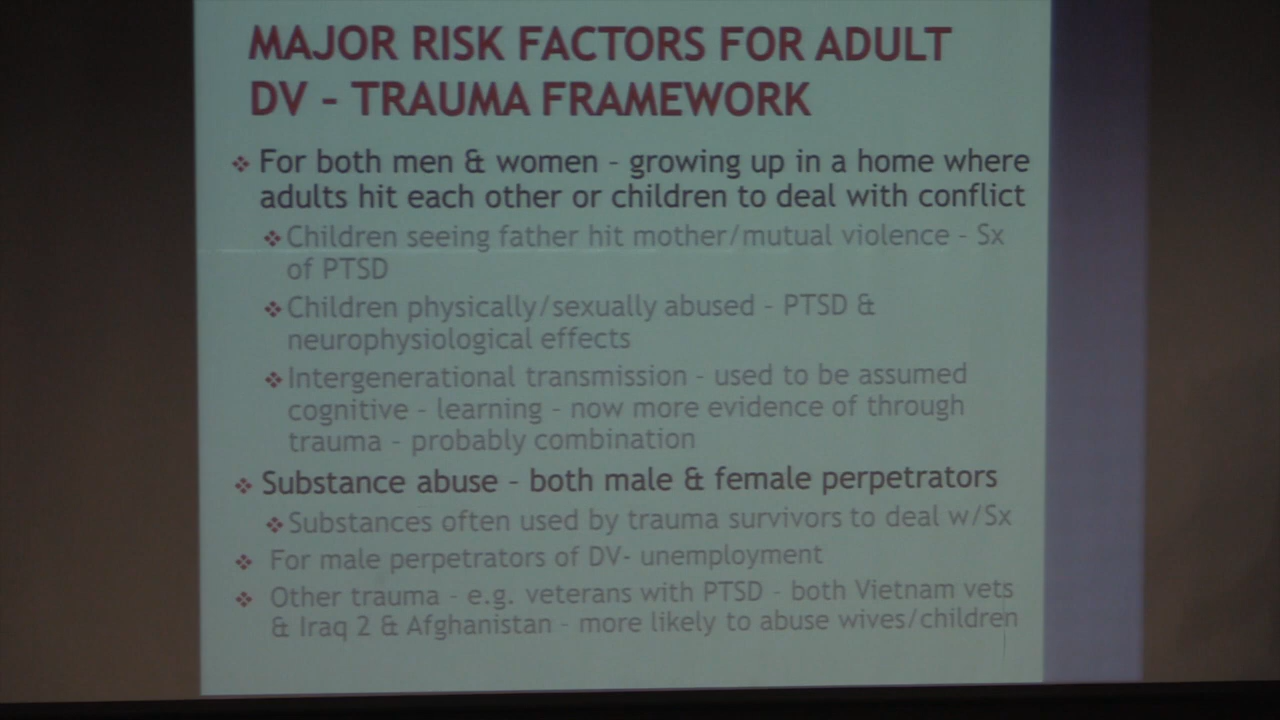 MAJOR RISK FACTORS FOR ADULT
DV – TRAUMA FRAMEWORK
❖ For both men & women – growing up in a home where
adults hit each other or children to deal with conflict
❖ Children seeing father hit mother/mutual violence – Sx
of PTSD
❖ Children physically/sexually abused – PTSD &
neurophysiological effects
❖ Intergenerational transmission – used to be assumed
cognitive – learning – now more evidence of through
trauma – probably combination
❖ Substance abuse – both male & female perpetrators
❖ Substances often used by trauma survivors to deal w/Sx
❖ For male perpetrators of DV- unemployment
❖ Other trauma – e.g. veterans with PTSD - both Vietnam vets
& Iraq 2 & Afghanistan – more likely to abuse wives/children